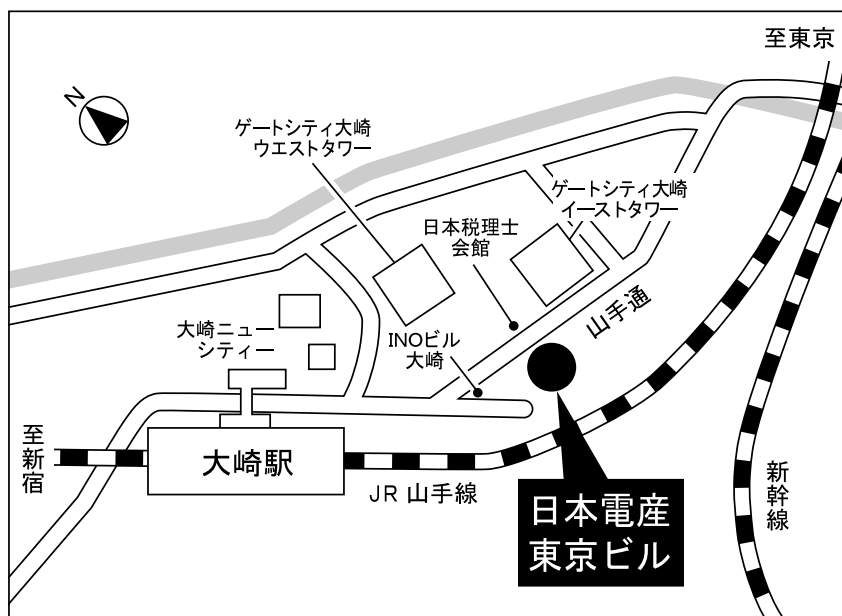 至東京
N
ゲートシティ大崎
ウエストタワー
ゲートシティ大崎
イーストタワー
日本税理士
会館
山手通
大崎ニュー
シティー
INOビル
大崎
至新宿
大崎駅
JR 山手線
新幹線
日本電産
東京ビル